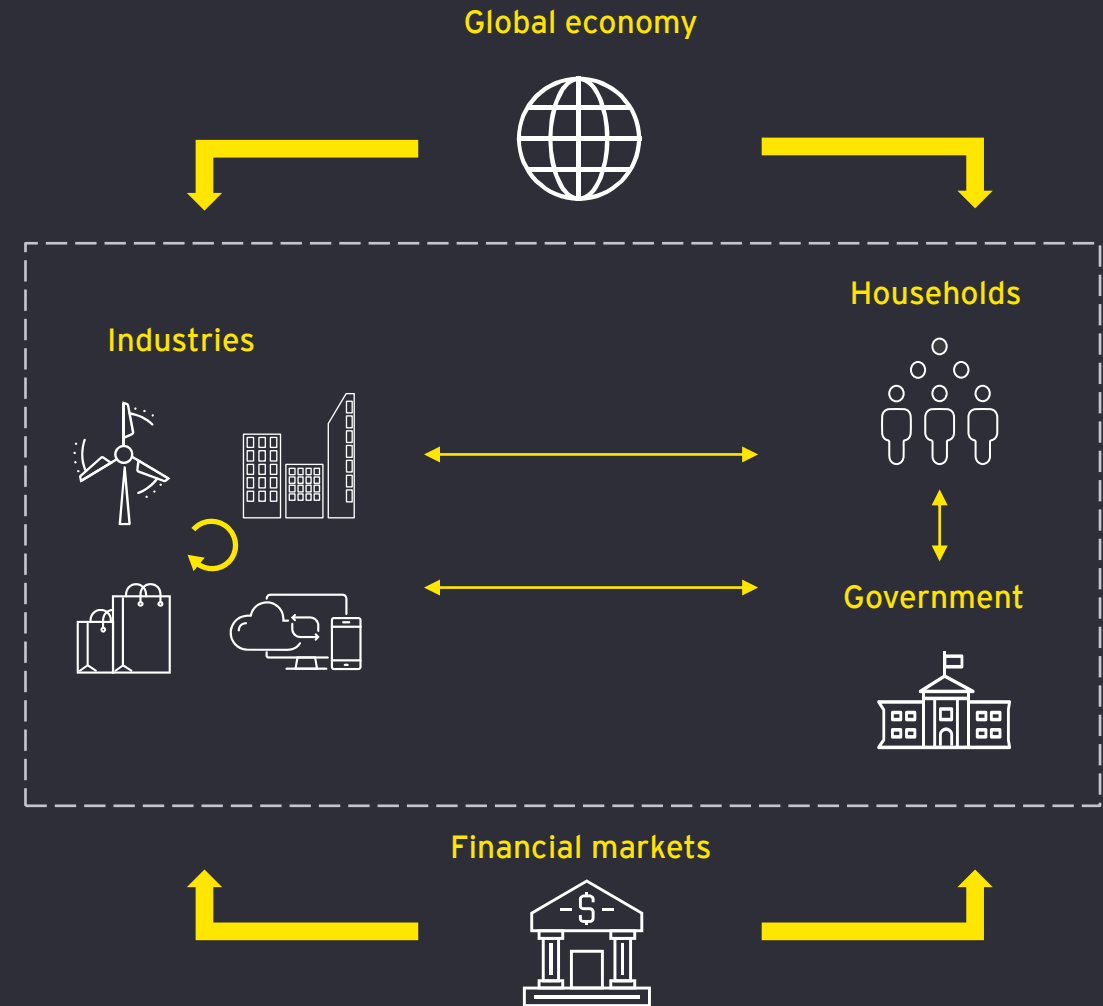 Global economy
Households
Industries
Government
Financial markets
$